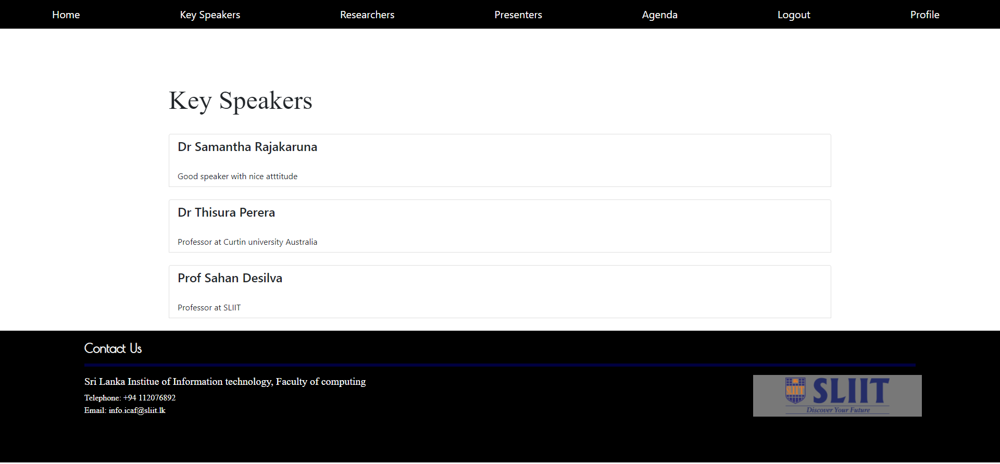 Home Key Speakers Researchers Presenters Agenda Logout Profile
Key Speakers
Dr Samantha Rajakaruna
Good speaker with nice atttitude
Dr Thisura Perera
Professor at Curtin university Australia
Prof Sahan Desilva
Professor at SLIIT
Contact Us
Sri Lanka Institue of Information technology, Faculty of computing
Telephone: +94 112076892
Email: info.icaf@sliit.lk
SLIIT SLIIT
Discover Your Future